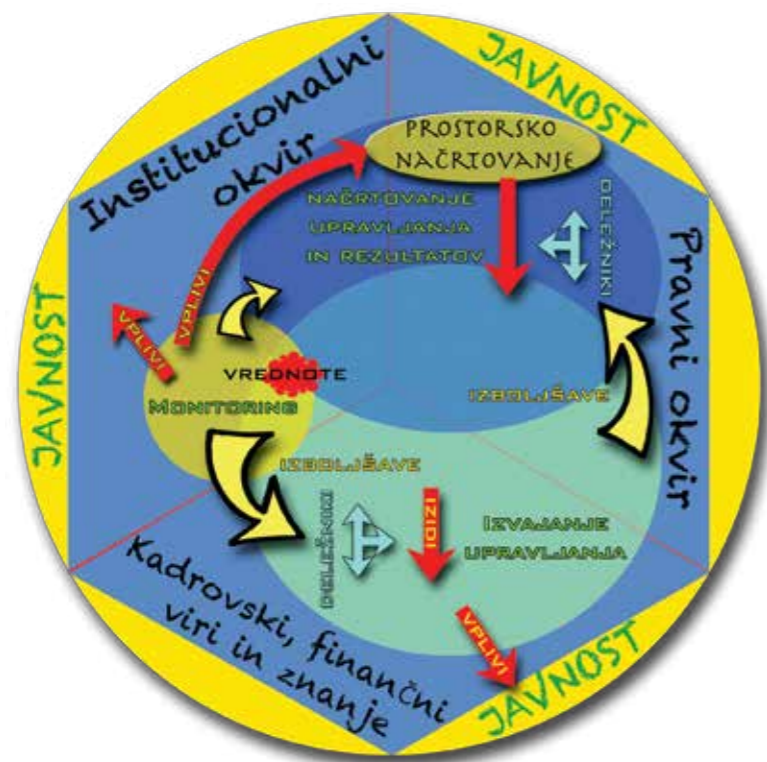 Institucionalni
okvir
JAVNOST
PROSTORSKO
NAČRTOVANJE
NAČRTOVANJE
UPRAVLJANJA
IN REZULTATOV
DELEŽNIKI
Pravni okvir
VPLIVI
VPLIVI
JAVNOST
VREDNOTE
MONITORING
IZBOLJŠAVE
IZBOLJŠAVE
DELEŽNIKI
IZIDI
IZVAJANJE
UPRAVLJANJA
VPLIVI
Kadrovski, finančni
viri in znanje
JAVNOST